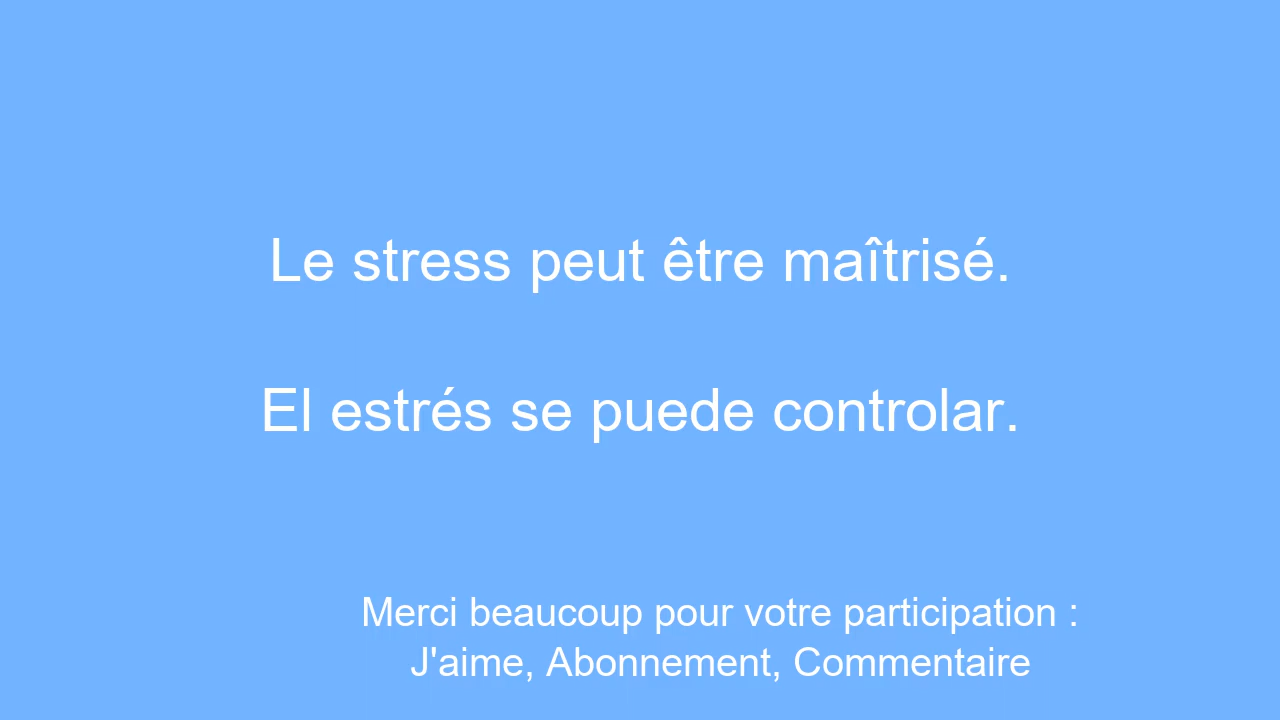 Le stress peut être maîtrisé.
El estrés se puede controlar.
Merci beaucoup pour votre participation :
J'aime, Abonnement, Commentaire